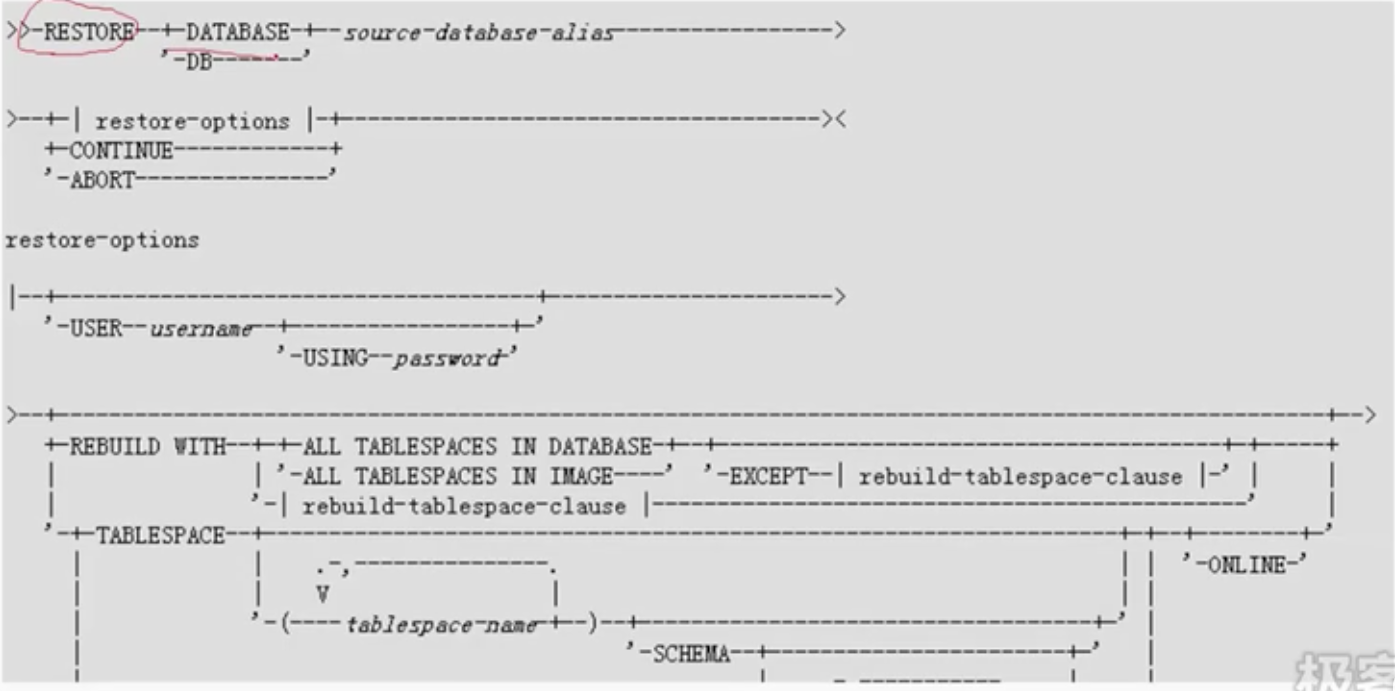 >>-RESTORE--+-DATABASE-+--source-database-alias----------------->
            '-DB-------'
>--+-| restore-options |-+-------------------------------------><
   +-CONTINUE------------+
   '-ABORT---------------'
restore-options
|--+--------------------------------------+--------------------->
   '-USER--username--+------------------+-'
                     '-USING--password-'
>--+----------------------------------------------------------------------------------------------------+-->
   +-REBUILD WITH--+-+-ALL TABLESPACES IN DATABASE-+--+----------------------------------------+-+------+
   |               | '-ALL TABLESPACES IN IMAGE----'  '-EXCEPT--| rebuild-tablespace-clause |-' |      |
   |               '-| rebuild-tablespace-clause |-----------------------------------------------'      |
   '-+-TABLESPACE--+-------------------------------------------------------------------+-+--+--------+-'
     |             |    .-,---------------.                                            | |  '-ONLINE-'
     |             |    V                 |                                            | |
     |             '-(----tablespace-name-+--)--+------------------------------------+-' |
     |                                          '-SCHEMA--+------------------------+-'   |
极客